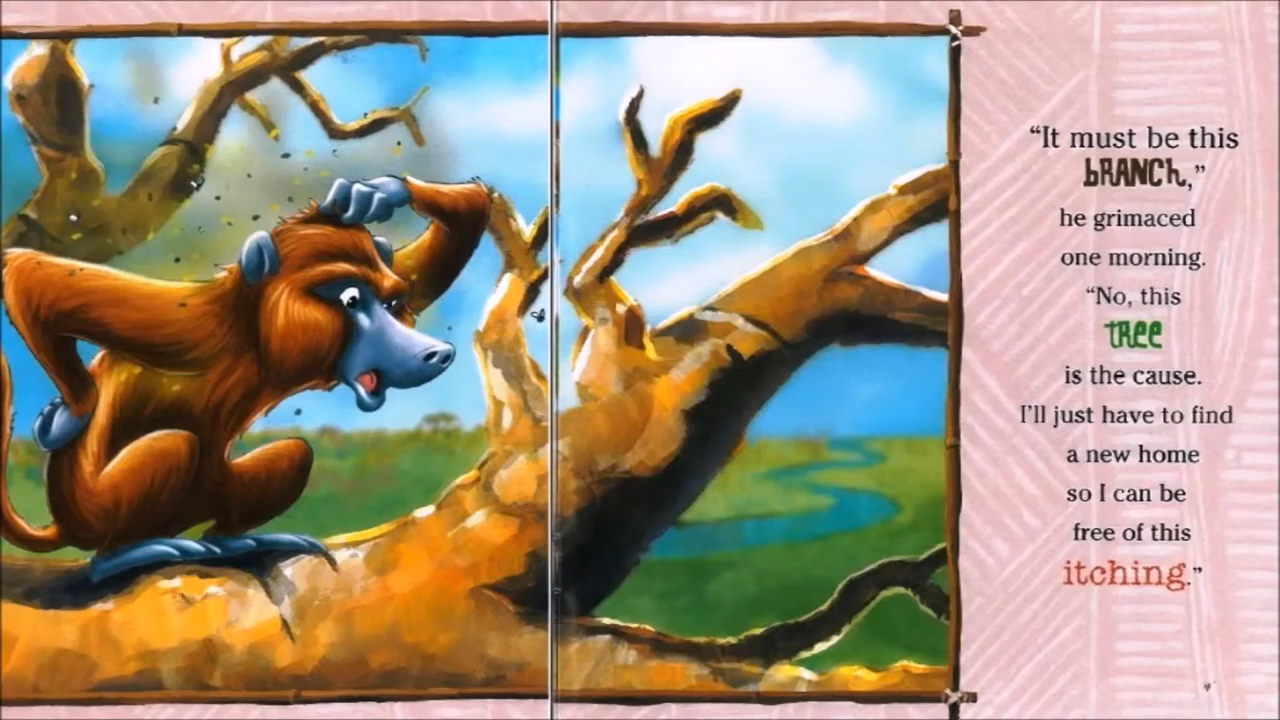 “It must be this
BRANCh,”
he grimaced
one morning.
“No, this
tREE
is the cause.
I’ll just have to find
a new home
so I can be
free of this
itching.”